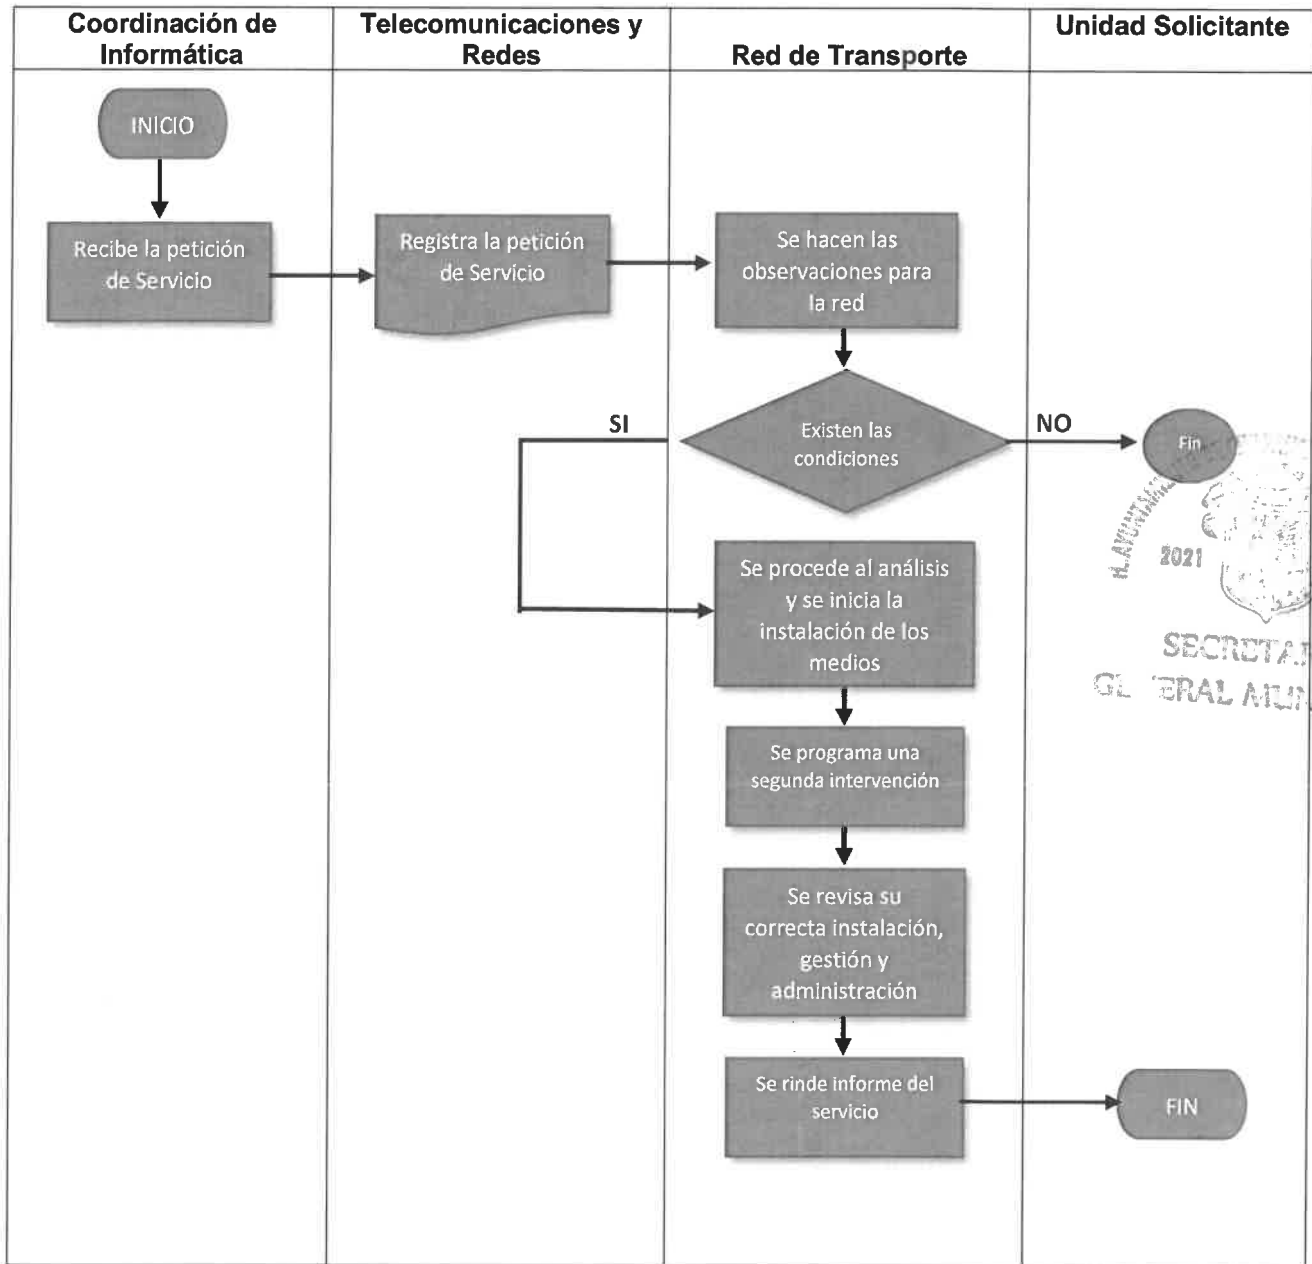 Coordinación de
Informática
Telecomunicaciones y
Redes
Red de Transporte
Unidad Solicitante
INICIO
Recibe la petición
de Servicio
Registra la petición
de Servicio
Se hacen las
observaciones para
la red
SI
Existen las
condiciones
NO
Fin
2021
Se procede al análisis
y se inicia la
instalación de los
medios
Se programa una
segunda intervención
Se revisa su
correcta instalación,
gestión y
administración
Se rinde informe del
servicio
FIN